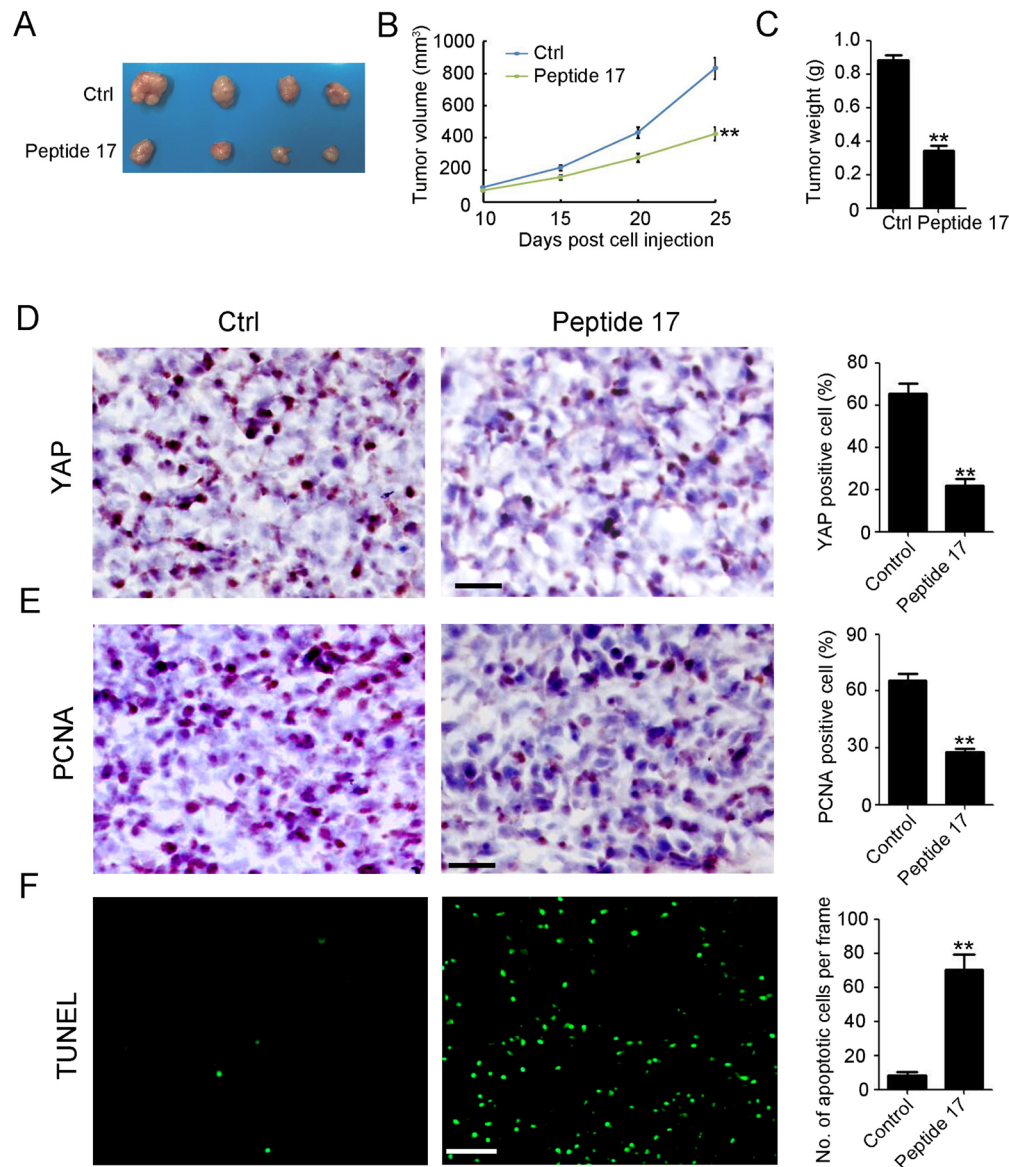 A
Ctrl
Peptide 17
B
Tumor volume (mm³)
1000
800
600
400
200
0
Ctrl
Peptide 17
**
10
15
20
25
Days post cell injection
C
Tumor weight (g)
1.0
0.8
0.6
0.4
0.2
0
**
Ctrl Peptide 17
D
Ctrl
Peptide 17
YAP
YAP positive cell (%)
80
60
40
20
0
**
Control
Peptide 17
E
PCNA
PCNA positive cell (%)
90
60
30
0
**
Control
Peptide 17
F
TUNEL
No. of apoptotic cells per frame
100
80
60
40
20
0
**
Control
Peptide 17